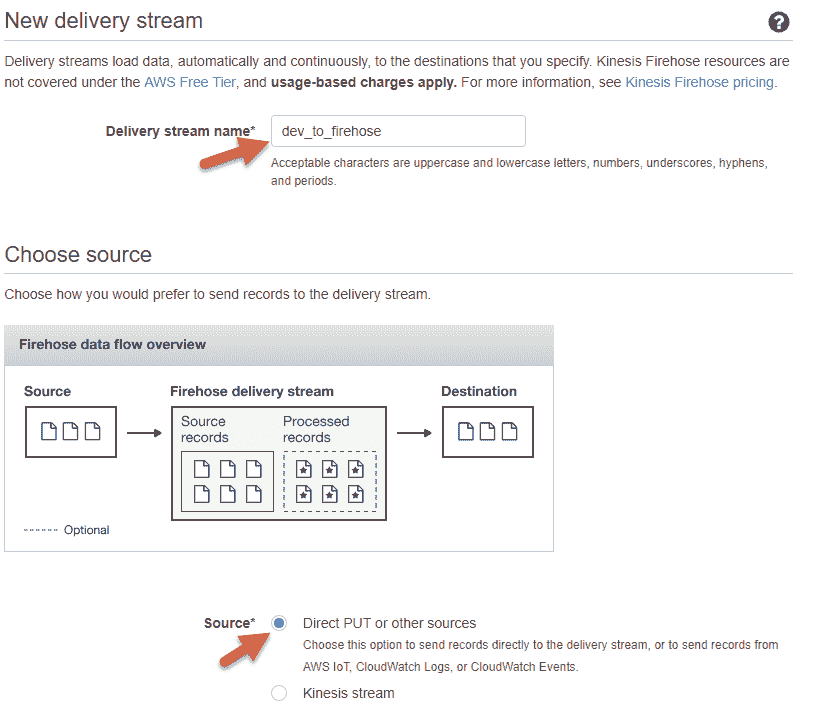 New delivery stream
Delivery streams load data, automatically and continuously, to the destinations that you specify. Kinesis Firehose resources are
not covered under the AWS Free Tier, and usage-based charges apply. For more information, see Kinesis Firehose pricing.
Delivery stream name* dev_to_firehose
Acceptable characters are uppercase and lowercase letters, numbers, underscores, hyphens,
and periods.
Choose source
Choose how you would prefer to send records to the delivery stream.
Firehose data flow overview
Source Firehose delivery stream Destination
Source Processed
records records
Optional
Source* Direct PUT or other sources
Choose this option to send records directly to the delivery stream, or to send records from
AWS IoT, CloudWatch Logs, or CloudWatch Events.
Kinesis stream